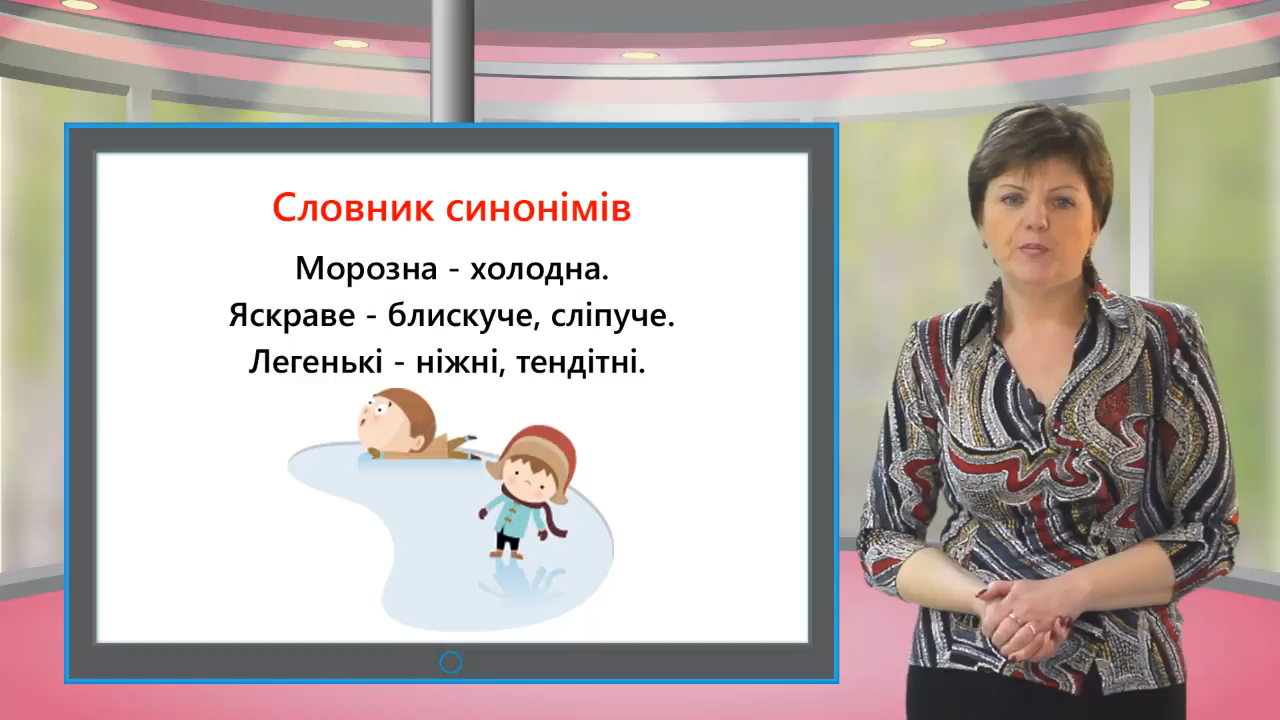 Словник синонімів
Морозна - холодна.
Яскраве - блискуче, сліпуче.
Легенькі - ніжні, тендітні.